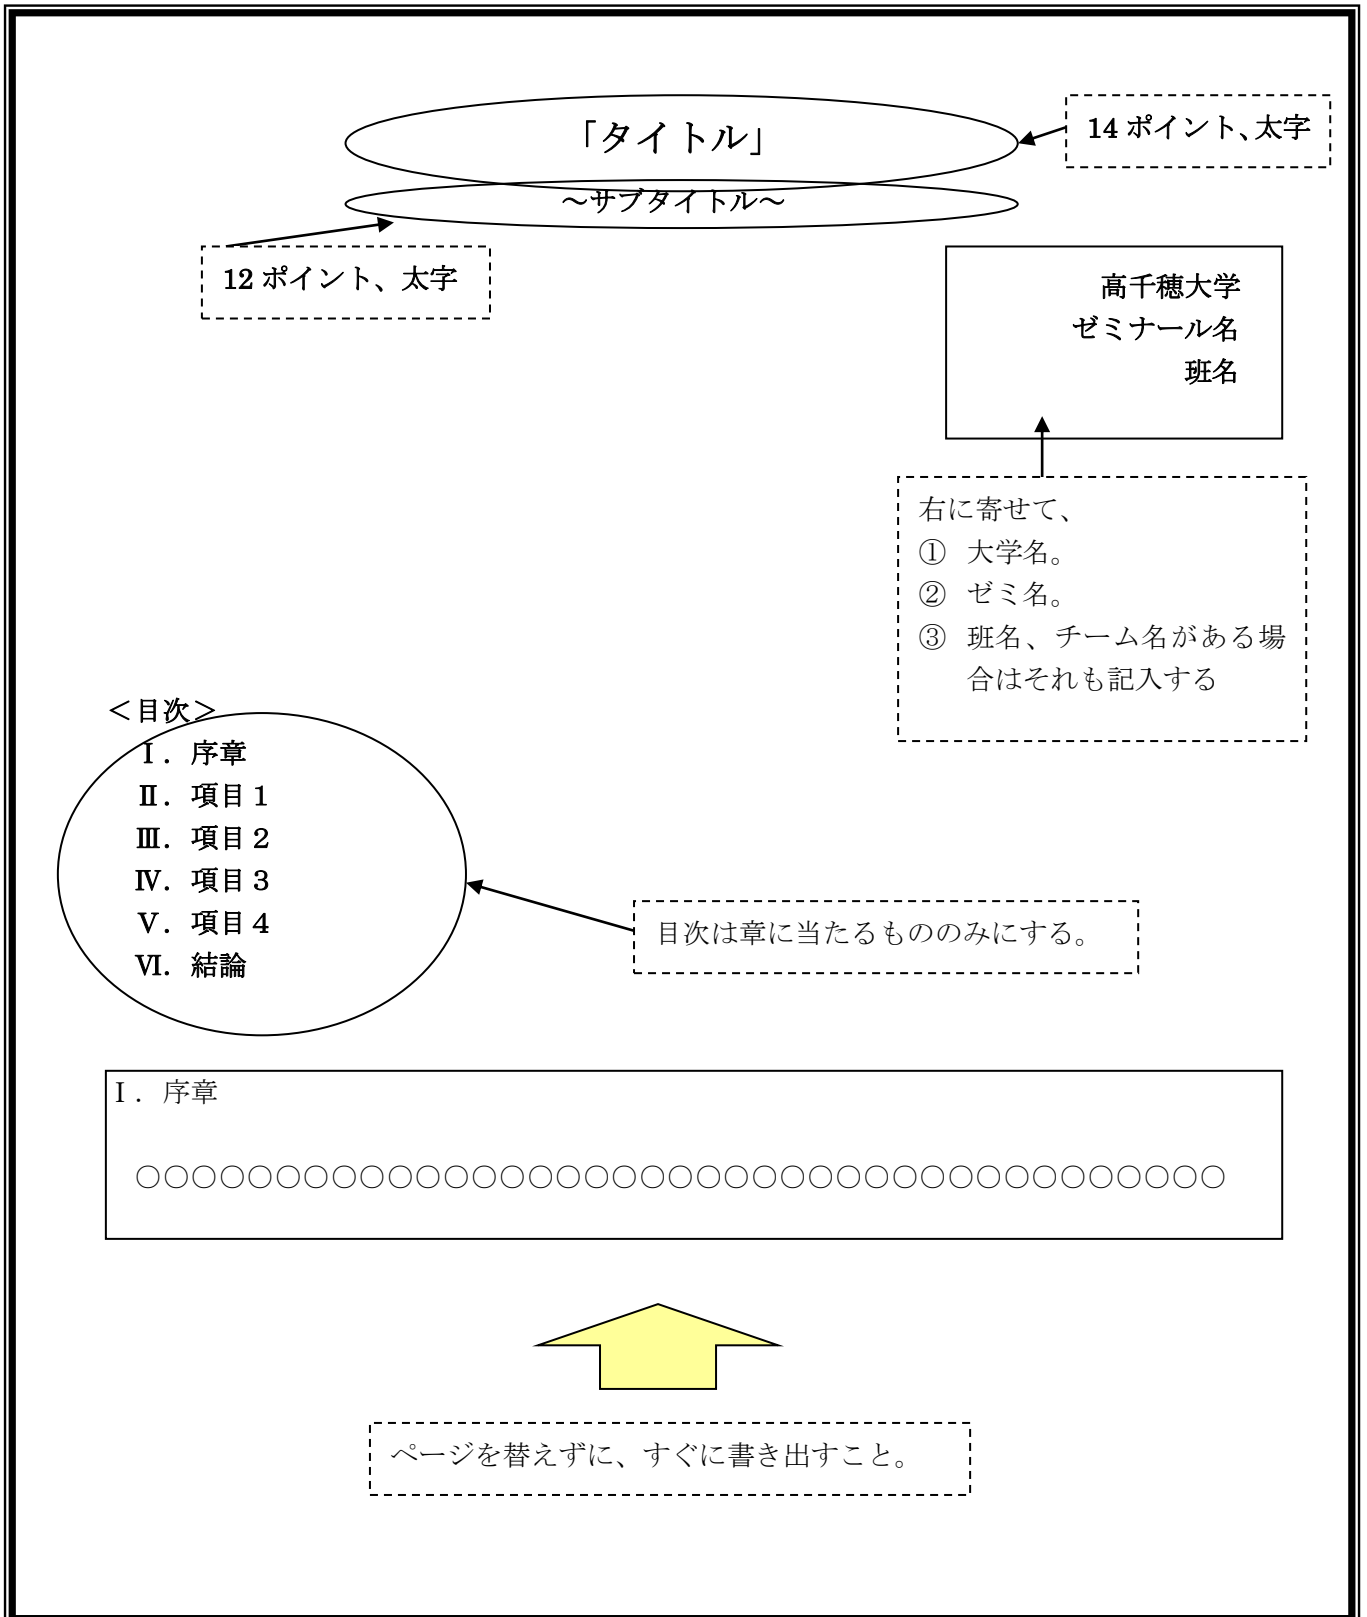 「タイトル」
14 ポイント、太字
～サブタイトル～
12 ポイント、太字
高千穂大学
ゼミナール名
班名
右に寄せて、
① 大学名。
② ゼミ名。
③ 班名、チーム名がある場
合はそれも記入する
＜目次＞
Ⅰ．序章
Ⅱ．項目１
Ⅲ．項目２
Ⅳ．項目３
Ⅴ．項目４
Ⅵ．結論
目次は章に当たるもののみにする。
Ⅰ．序章
○○○○○○○○○○○○○○○○○○○○○○○○○○○○○○○○○○○○○○○
ページを替えずに、すぐに書き出すこと。